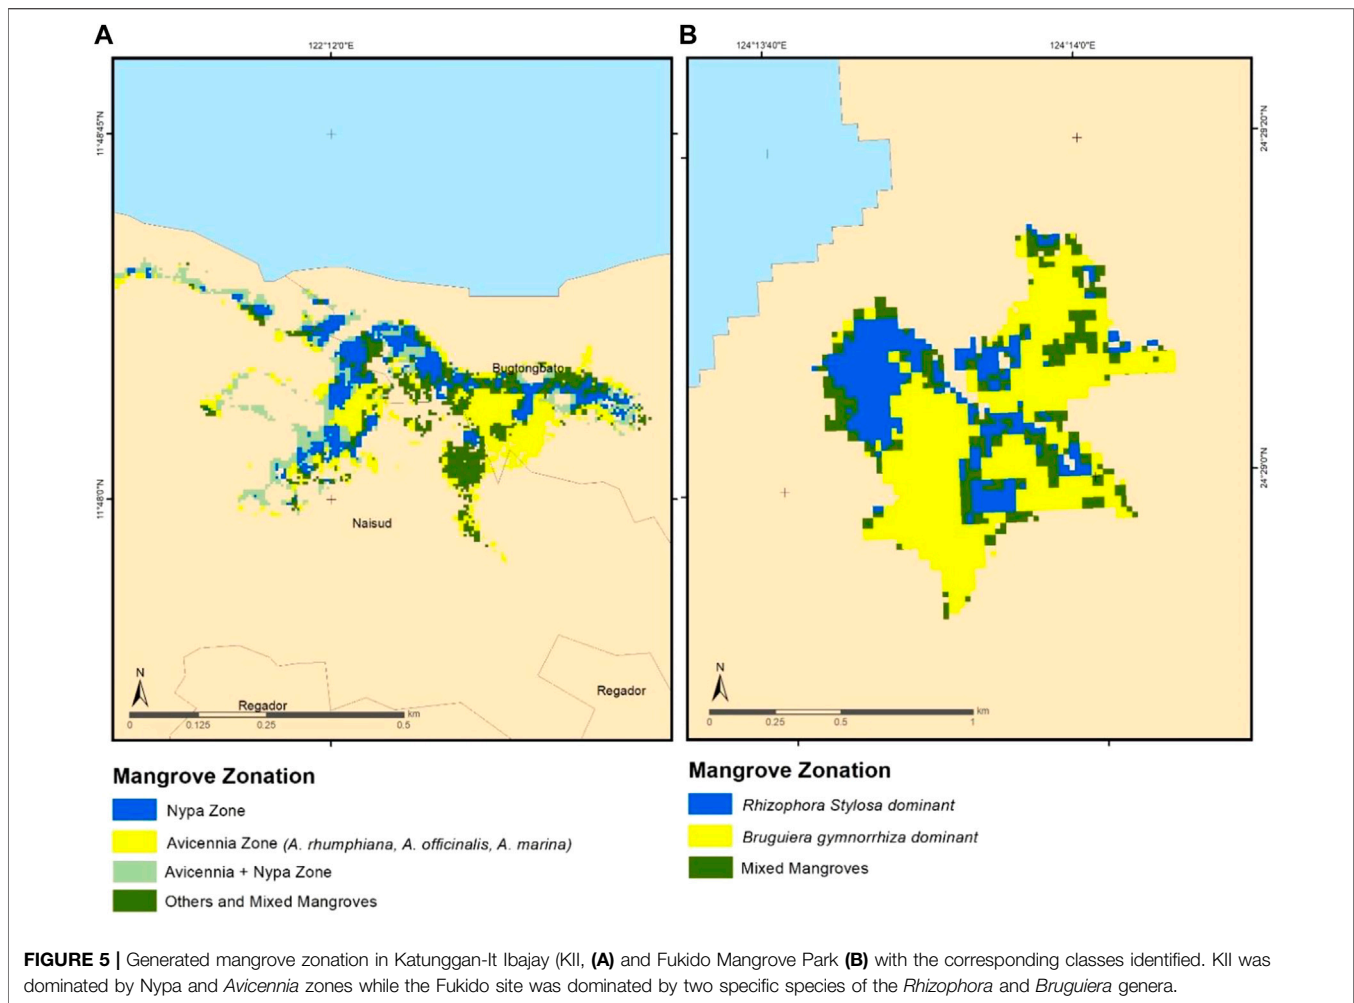 A
B
122°12'0"E
124°13'40"E
124°14'0"E
11°48'45"N
24°29'20"N
Bugtongbato
24°29'0"N
11°48'0"N
Naisud
N
N
Regador
Regador
km
km
0
0.125
0.25
0.5
0
0.25
0.5
1
Mangrove Zonation
Nypa Zone
Avicennia Zone (A. rhumphiana, A. officinalis, A. marina)
Avicennia + Nypa Zone
Others and Mixed Mangroves
Mangrove Zonation
Rhizophora Stylosa dominant
Bruguiera gymnorrhiza dominant
Mixed Mangroves
FIGURE 5 | Generated mangrove zonation in Katunggan-It Ibajay (KII, (A) and Fukido Mangrove Park (B) with the corresponding classes identified. KII was
dominated by Nypa and Avicennia zones while the Fukido site was dominated by two specific species of the Rhizophora and Bruguiera genera.